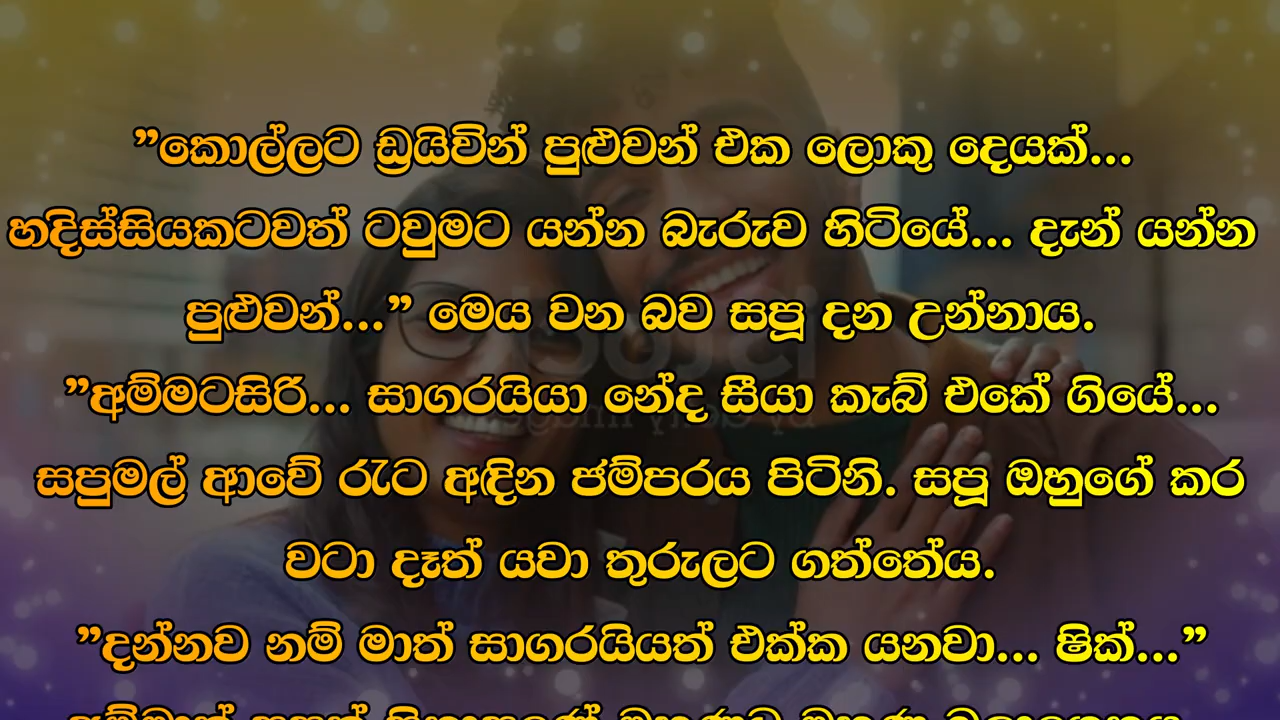 ”කොල්ලට ඩ්‍රයිවින් පුළුවන් එක ලොකු දෙයක්...
හදිස්සියකටවත් ටවුමට යන්න බැරුව හිටියේ... දැන් යන්න
පුළුවන්...” මෙය වන බව සපූ දන උන්නාය.
”අම්මටසිරි... සාගරයියා නේද සීයා කැබ් එකේ ගියේ...
සපුමල් ආවේ රැට අඳින ජම්පරය පිටිනි. සපූ ඔහුගේ කර
වටා දෑත් යවා තුරුලට ගත්තේය.
”දන්නව නම් මාත් සාගරයියත් එක්ක යනවා... ෂික්...”